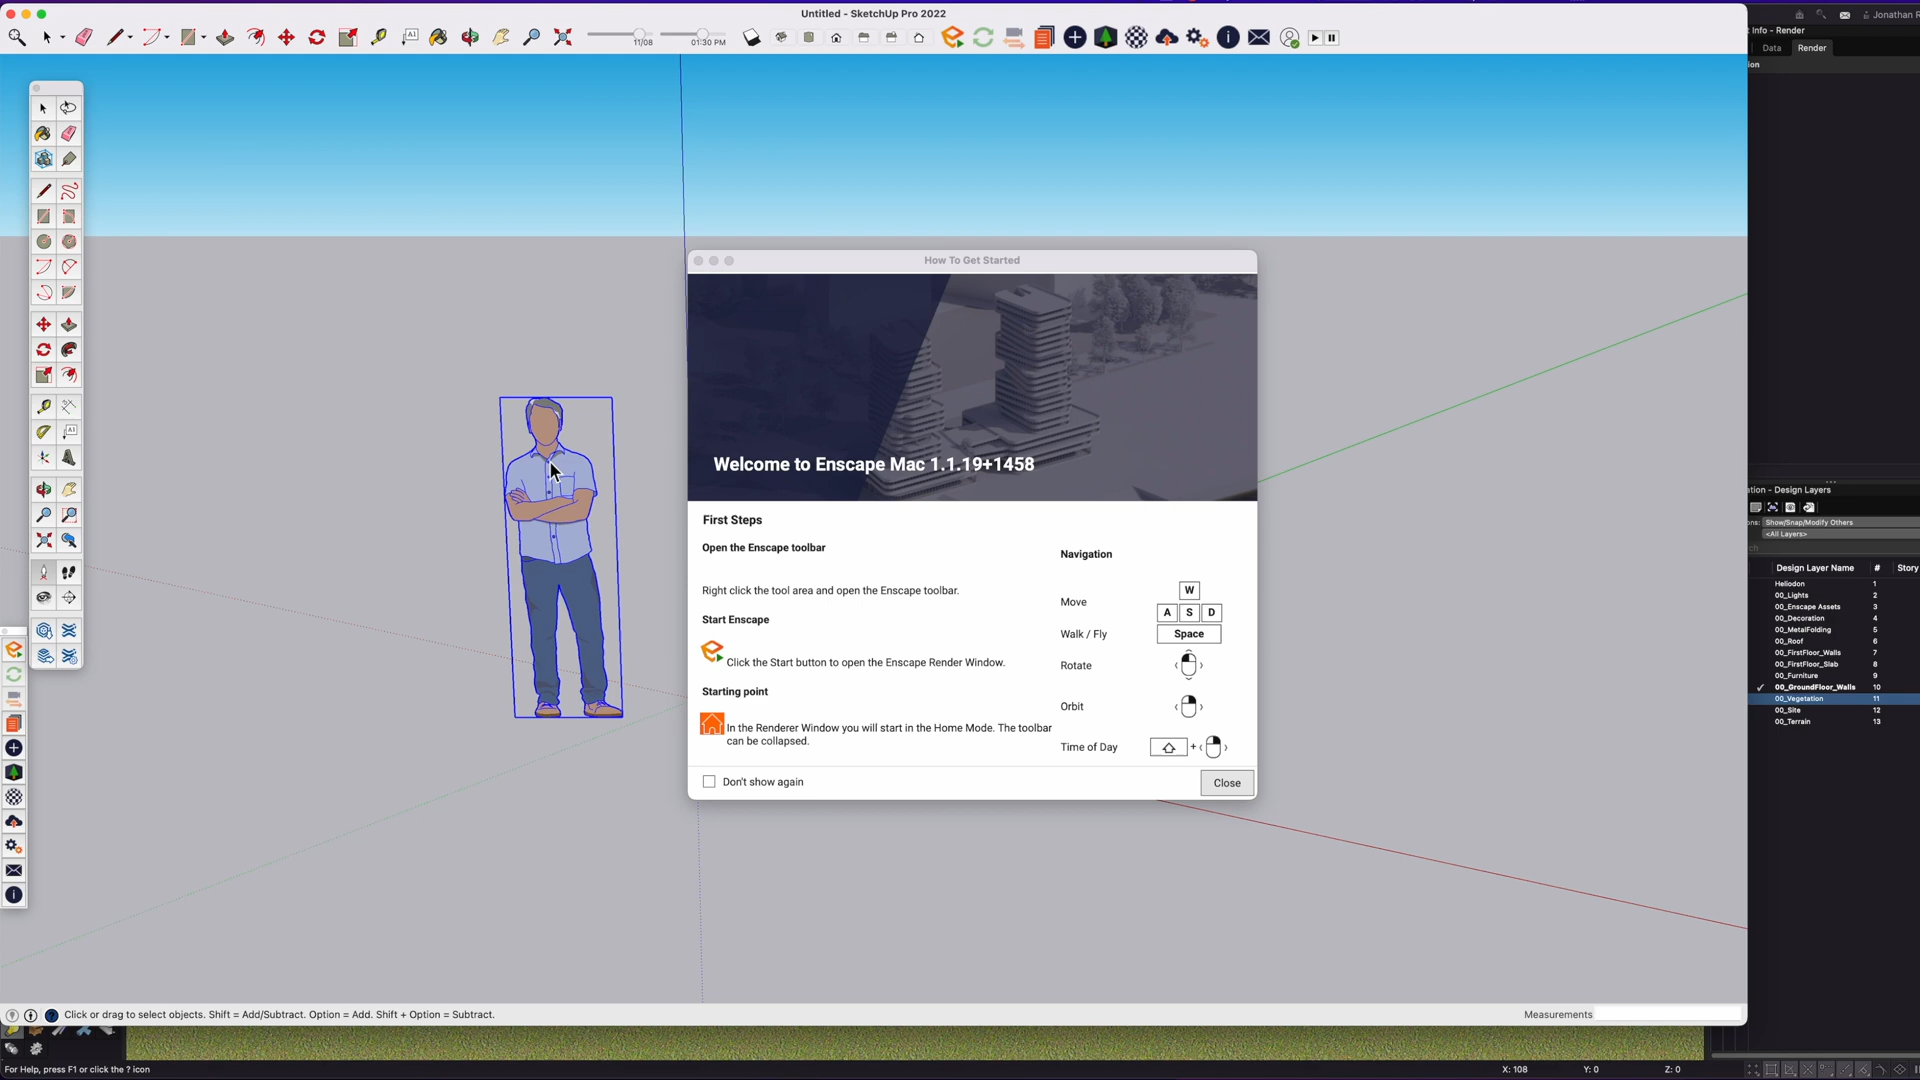 Untitled - SketchUp Pro 2022
Jonathan R
Info - Render
Data
Render
11/08
01:30 PM
How To Get Started
Welcome to Enscape Mac 1.1.19+1458
First Steps
Open the Enscape toolbar
Right click the tool area and open the Enscape toolbar.
Start Enscape
Click the Start button to open the Enscape Render Window.
Starting point
In the Renderer Window you will start in the Home Mode. The toolbar
can be collapsed.
Navigation
Move
W
A
S
D
Walk / Fly
Space
Rotate
Orbit
Time of Day
Don't show again
Close
tion - Design Layers
Show/Snap/Modify Others
<All Layers>
Design Layer Name
#
Story
Heliodon 1
00_Lights 2
00_Enscape Assets 3
00_Decoration 4
00_MetalFolding 5
00_Roof 6
00_FirstFloor_Walls 7
00_FirstFloor_Slab 8
00_Furniture 9
00_GroundFloor_Walls 10
00_Vegetation 11
00_Site 12
00_Terrain 13
Click or drag to select objects. Shift = Add/Subtract. Option = Add. Shift + Option = Subtract.
Measurements
For Help, press F1 or click the ? icon
X: 108
Y: 0
Z: 0